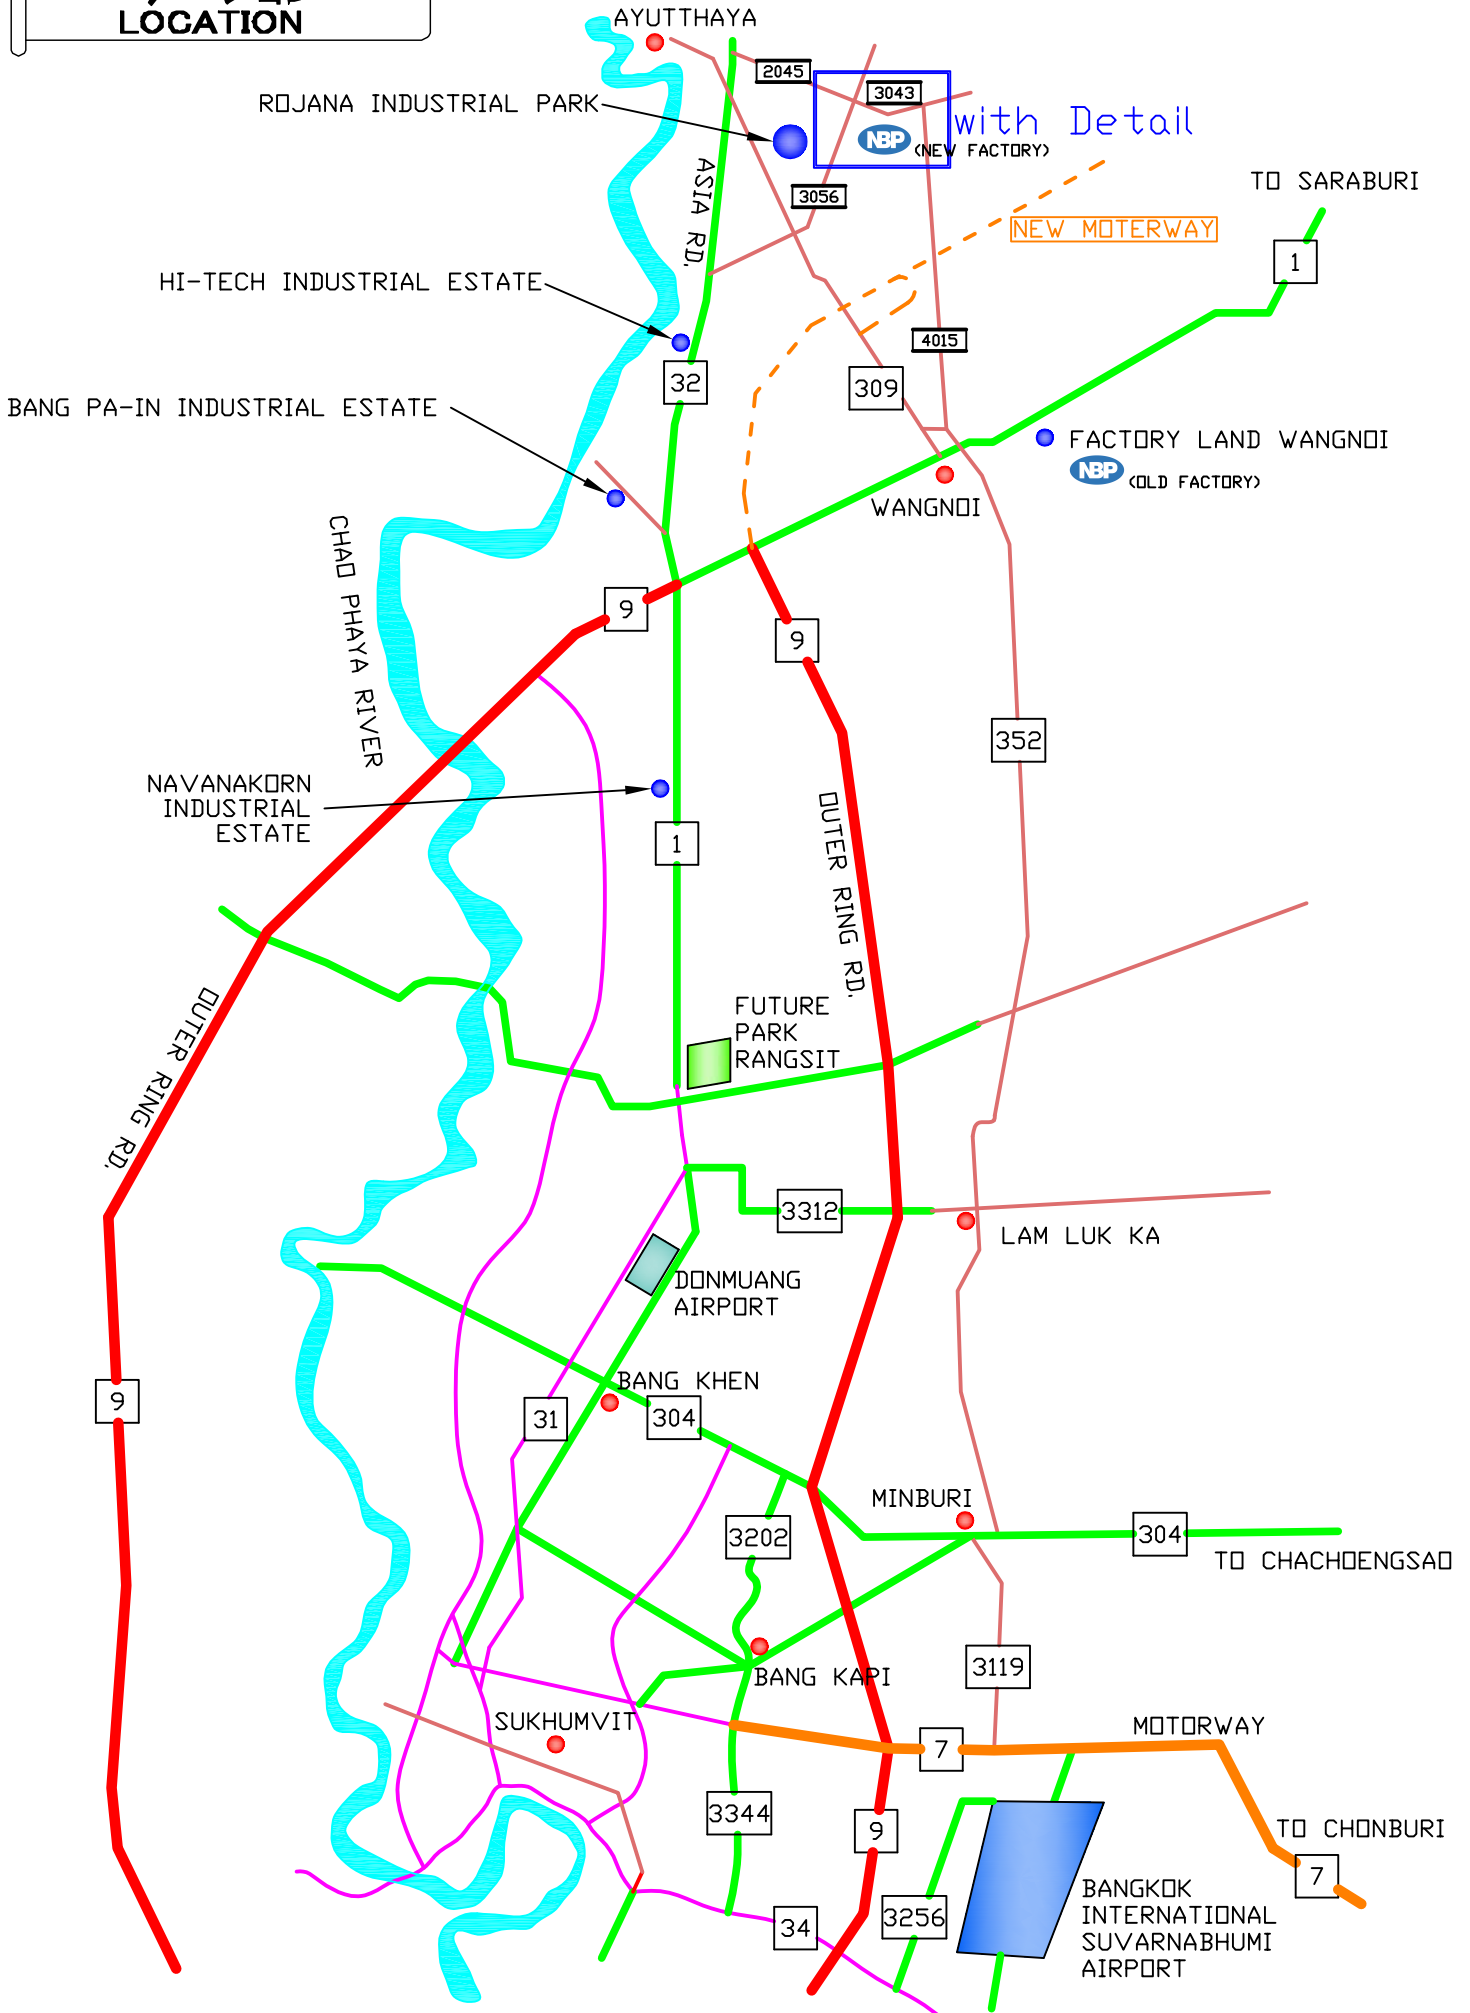 LOCATION
AYUTTHAYA
2045
3043
ROJANA INDUSTRIAL PARK
with Detail
NBP
(NEW FACTORY)
ASIA RD.
3056
TO SARABURI
NEW MOTERWAY
1
HI-TECH INDUSTRIAL ESTATE
4015
32
309
BANG PA-IN INDUSTRIAL ESTATE
FACTORY LAND WANGNOI
NBP
(OLD FACTORY)
WANGNOI
CHAO PHAYA RIVER
9
9
352
NAVANAKORN
INDUSTRIAL
ESTATE
1
OUTER RING RD.
FUTURE
PARK
RANGSIT
OUTER RING RD.
3312
LAM LUK KA
DONMUANG
AIRPORT
BANG KHEN
9
31
304
MINBURI
3202
304
TO CHACHOENGSAO
3119
BANG KAPI
SUKHUMVIT
MOTORWAY
7
3344
9
TO CHONBURI
7
3256
34
BANGKOK
INTERNATIONAL
SUVARNABHUMI
AIRPORT